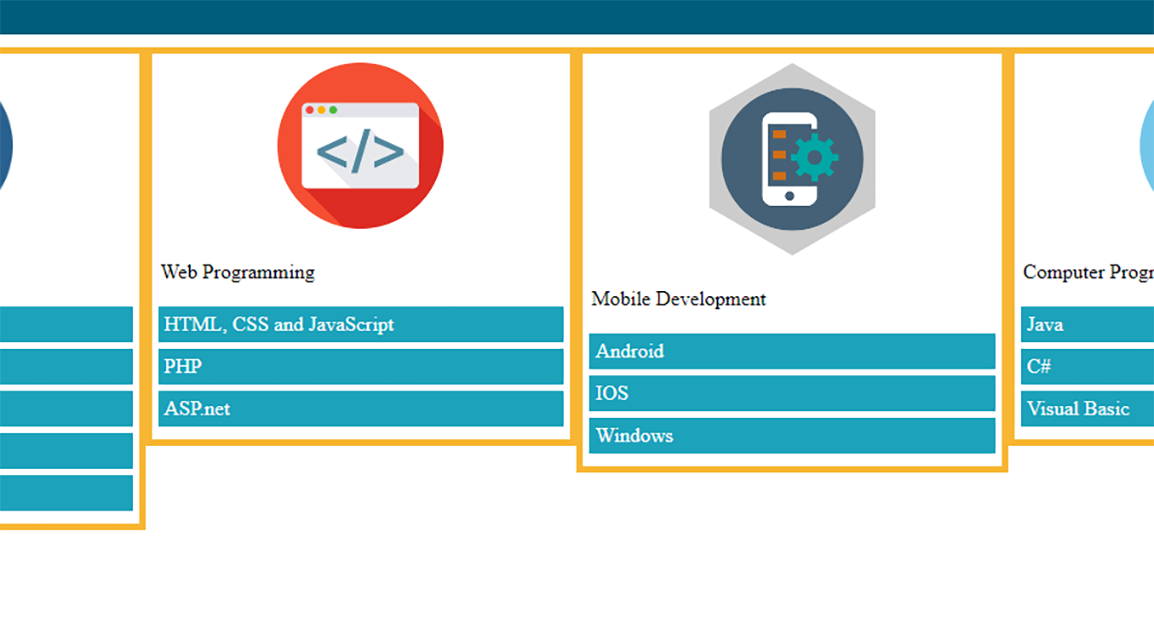 Web Programming
HTML, CSS and JavaScript
PHP
ASP.net
Mobile Development
Android
IOS
Windows
Computer Progr
Java
C#
Visual Basic